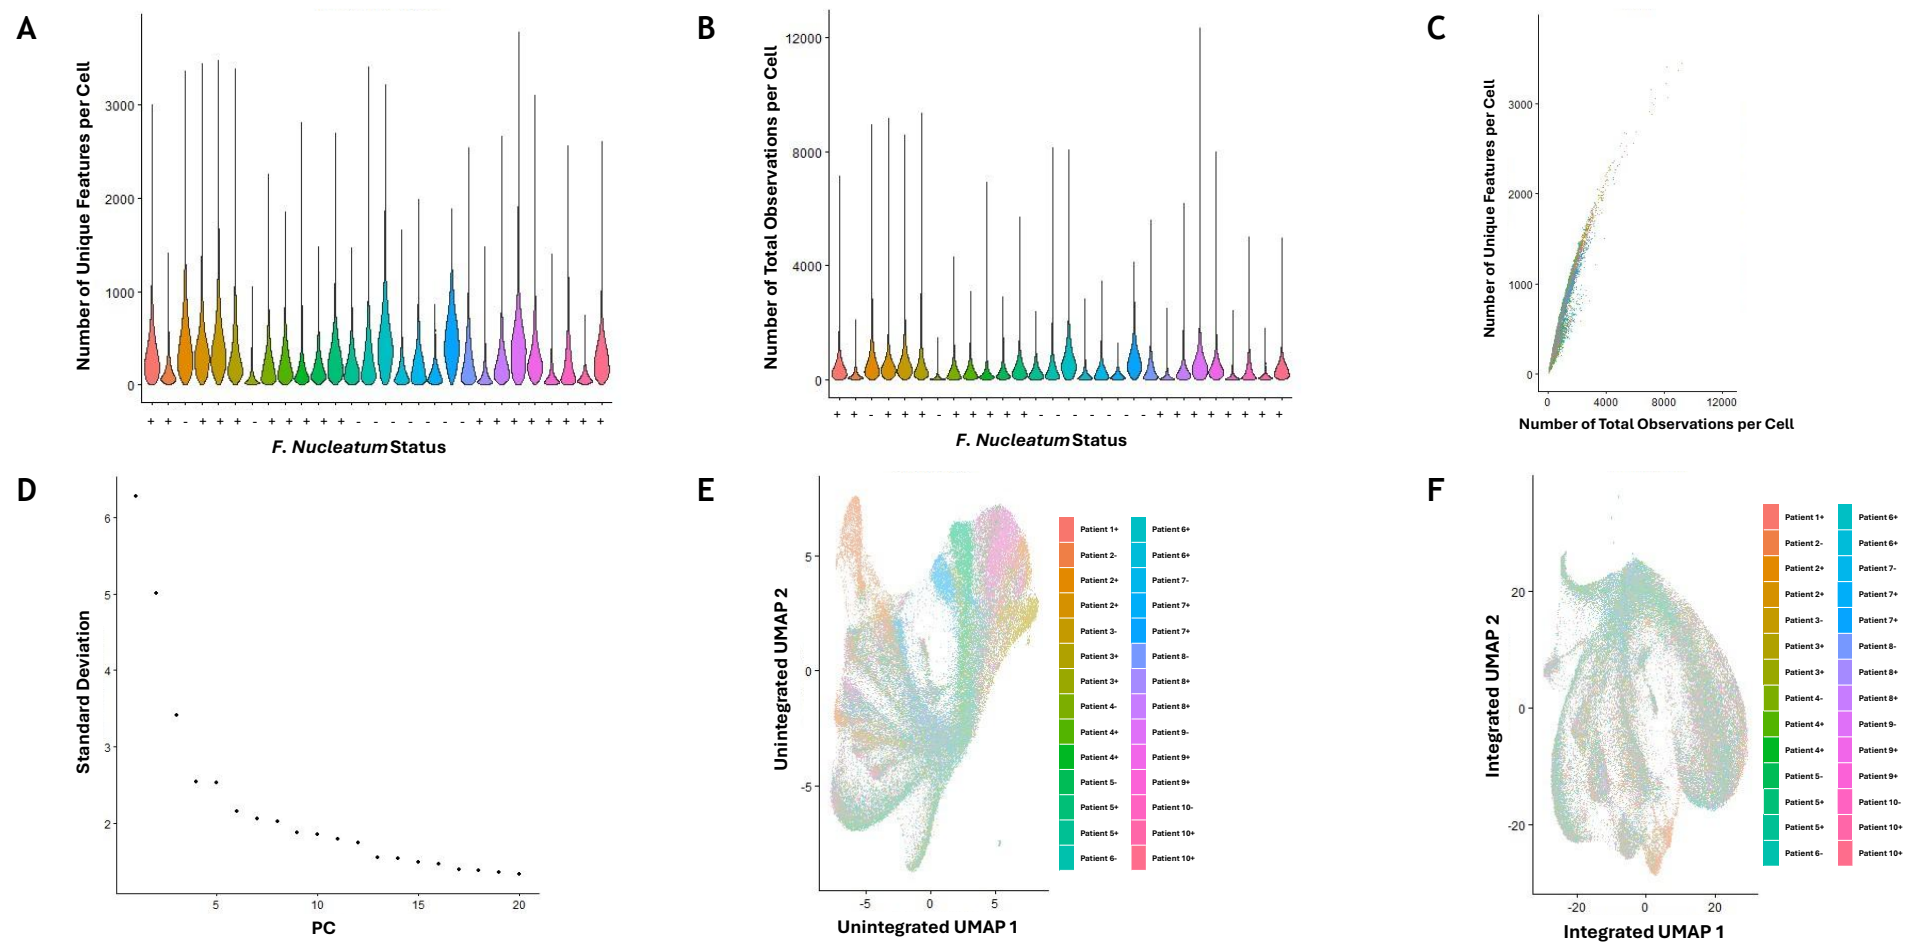 A
Number of Unique Features per Cell
3000
2000
1000
0
+ + - + + + - + + + + + - - - - - - - - + + + + + + + +
F. Nucleatum Status
B
Number of Total Observations per Cell
12000
8000
4000
0
+ + - + + + - + + + + + - - - - - - - - + + + + + + + +
F. Nucleatum Status
C
Number of Unique Features per Cell
3000
2000
1000
0
0 4000 8000 12000
Number of Total Observations per Cell
D
Standard Deviation
6
5
4
3
2
5 10 15 20
PC
E
Unintegrated UMAP 2
5
0
-5
-5 0 5
Unintegrated UMAP 1
Patient 1+
Patient 2-
Patient 2+
Patient 2+
Patient 3-
Patient 3+
Patient 3+
Patient 4-
Patient 4+
Patient 4+
Patient 5-
Patient 5+
Patient 5+
Patient 6-
Patient 6+
Patient 6+
Patient 7-
Patient 7+
Patient 7+
Patient 8-
Patient 8+
Patient 8+
Patient 9-
Patient 9+
Patient 9+
Patient 10-
Patient 10+
Patient 10+
F
Integrated UMAP 2
20
0
-20
-20 0 20
Integrated UMAP 1
Patient 1+
Patient 2-
Patient 2+
Patient 2+
Patient 3-
Patient 3+
Patient 3+
Patient 4-
Patient 4+
Patient 4+
Patient 5-
Patient 5+
Patient 5+
Patient 6-
Patient 6+
Patient 6+
Patient 7-
Patient 7+
Patient 7+
Patient 8-
Patient 8+
Patient 8+
Patient 9-
Patient 9+
Patient 9+
Patient 10-
Patient 10+
Patient 10+